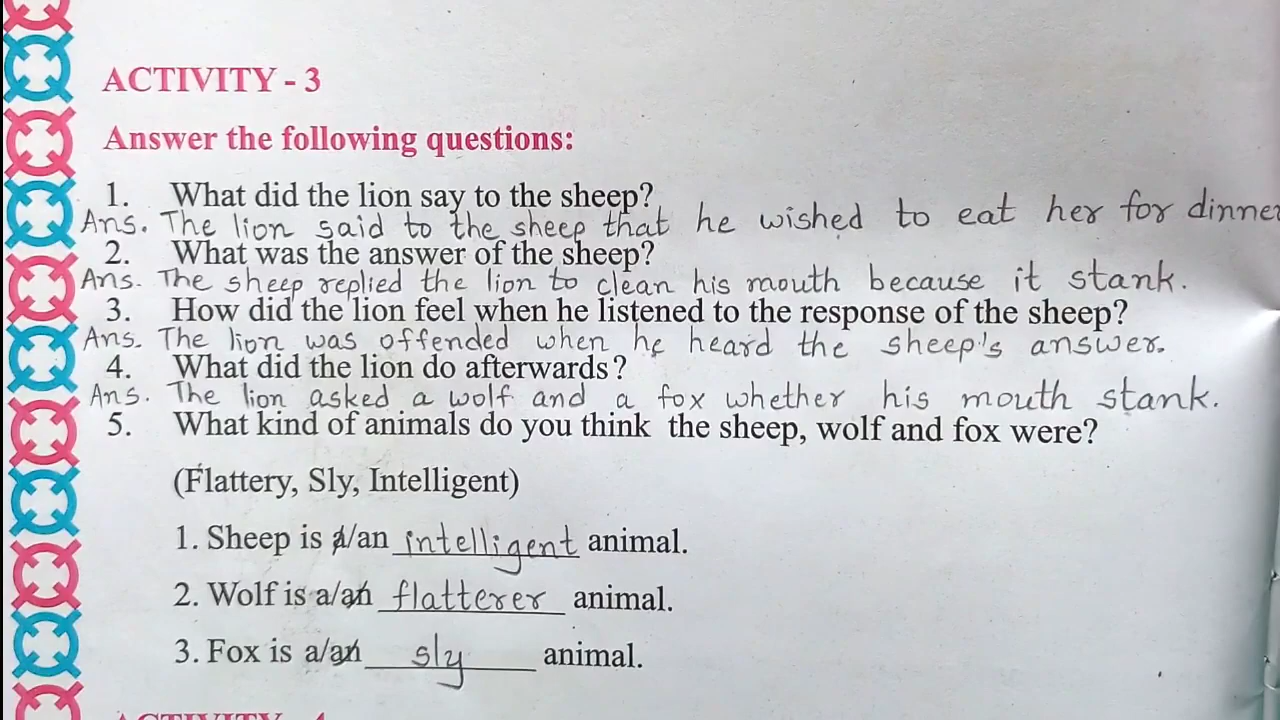 ACTIVITY - 3
Answer the following questions:
1. What did the lion say to the sheep?
Ans. The lion said to the sheep that he wished to eat her for dinner
2. What was the answer of the sheep?
Ans. The sheep replied the lion to clean his mouth because it stank.
3. How did the lion feel when he listened to the response of the sheep?
Ans. The lion was offended when he heard the sheep's answer.
4. What did the lion do afterwards?
Ans. The lion asked a wolf and a fox whether his mouth stank.
5. What kind of animals do you think the sheep, wolf and fox were?
(Flattery, Sly, Intelligent)
1. Sheep is a/an intelligent animal.
2. Wolf is a/an flatterer animal.
3. Fox is a/an sly animal.
ACTIVITY - 4